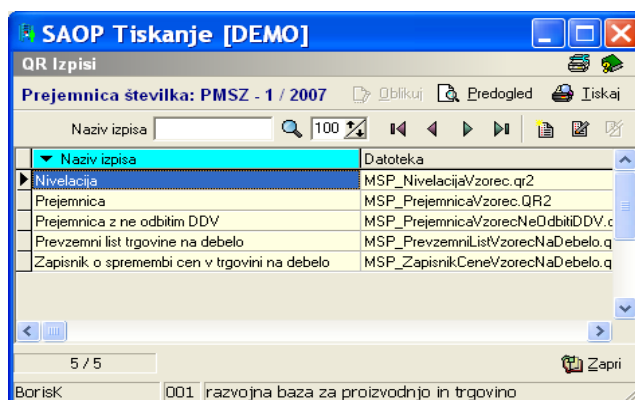 SAOP Tiskanje [DEMO]
QR Izpisi
Prejemnica številka: PMSZ - 1 / 2007 Oblikuj Predogled Tiskaj
Naziv izpisa 100
Naziv izpisa Datoteka
Nivelacija MSP_NivelacijaVzorec.qr2
Prejemnica MSP_PrejemnicaVzorec.QR2
Prejemnica z ne odbitim DDV MSP_PrejemnicaVzorecNeOdbitiDDV.q
Prevzemni list trgovine na debelo MSP_PrevzemniListVzorecNaDebelo.q
Zapisnik o spremembi cen v trgovini na debelo MSP_ZapisnikCeneVzorecNaDebelo.q
5 / 5 Zapri
BorisK 001 razvojna baza za proizvodnjo in trgovino